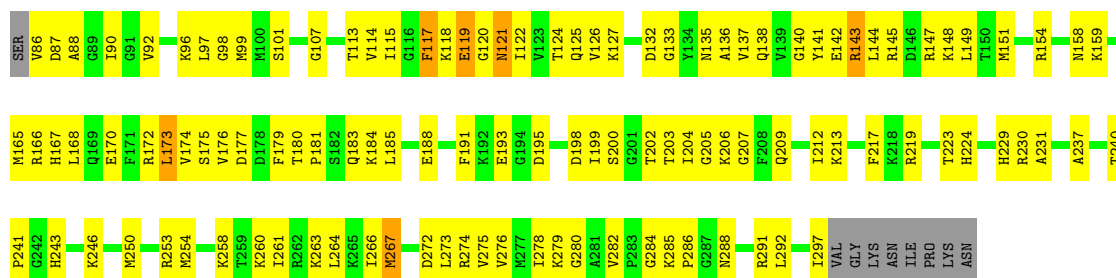 SER V86 D87 A88 G89 I90 G91 V92 K96 L97 G98 M99 M100 S101 G107 T113 V114 I115 G116 F117 K118 E119 G120 N121 I122 V123 T124 Q125 V126 K127 D132 G133 Y134 N135 A136 V137 Q138 V139 G140 Y141 E142 R143 L144 R145 D146 R147 K148 L149 T150 M151 R154 N158 K159
M165 R166 H167 L168 Q169 E170 F171 R172 L173 V174 S175 V176 D177 D178 F179 T180 P181 S182 Q183 K184 L185 E188 F191 K192 E193 G194 D195 D198 I199 S200 G201 T202 T203 I204 G205 K206 G207 F208 Q209 I212 K213 F217 K218 R219 T223 H224 H229 R230 A231 A237 T240
P241 G242 H243 K246 M250 R253 M254 K258 T259 K260 I261 R262 K263 L264 K265 I266 M267 D272 L273 R274 V275 V276 M277 I278 K279 G280 A281 V282 P283 G284 K285 P286 G287 N288 R291 L292 I297 VAL GLY LYS ASN ILE PRO LYS ASN